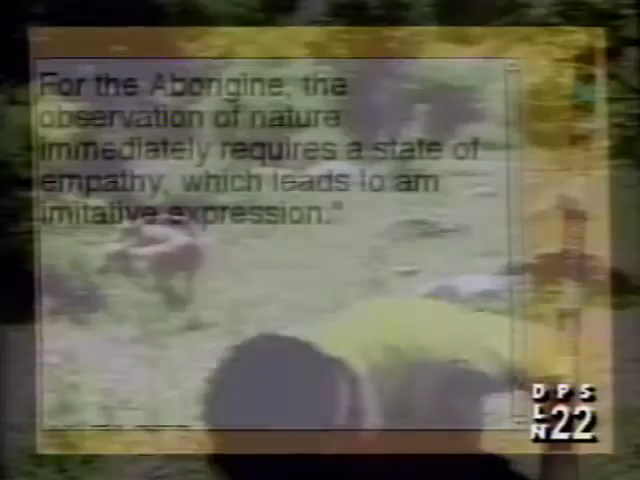 For the Aborigine, the
observation of nature
immediately requires a state of
empathy, which leads to am
imitative expression."
DPS
LN 22